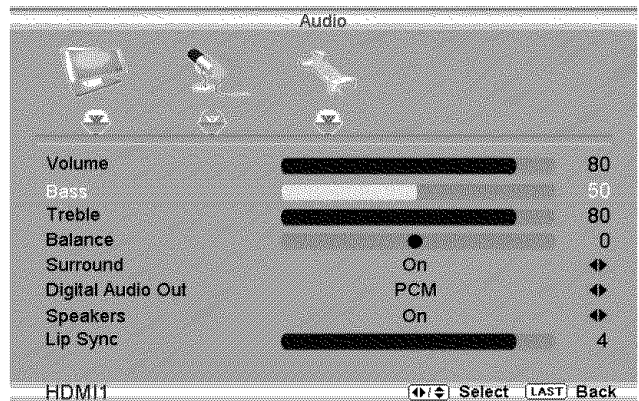 Audio
Volume 80
Bass 50
Treble 80
Balance 0
Surround On
Digital Audio Out PCM
Speakers On
Lip Sync 4
HDMI1 Select LAST Back